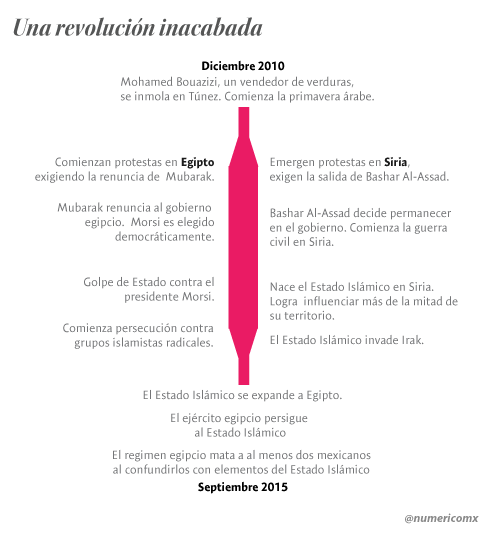 Una revolución inacabada
Diciembre 2010
Mohamed Bouazizi, un vendedor de verduras,
se inmola en Túnez. Comienza la primavera árabe.
Comienzan protestas en Egipto
exigiendo la renuncia de Mubarak.
Mubarak renuncia al gobierno
egipcio. Morsi es elegido
democráticamente.
Golpe de Estado contra el
presidente Morsi.
Comienza persecución contra
grupos islamistas radicales.
Emergen protestas en Siria,
exigen la salida de Bashar Al-Assad.
Bashar Al-Assad decide permanecer
en el gobierno. Comienza la guerra
civil en Siria.
Nace el Estado Islámico en Siria.
Logra influenciar más de la mitad de
su territorio.
El Estado Islámico invade Irak.
El Estado Islámico se expande a Egipto.
El ejército egipcio persigue
al Estado Islámico
El regimen egipcio mata a al menos dos mexicanos
al confundirlos con elementos del Estado Islámico
Septiembre 2015
@numericomx